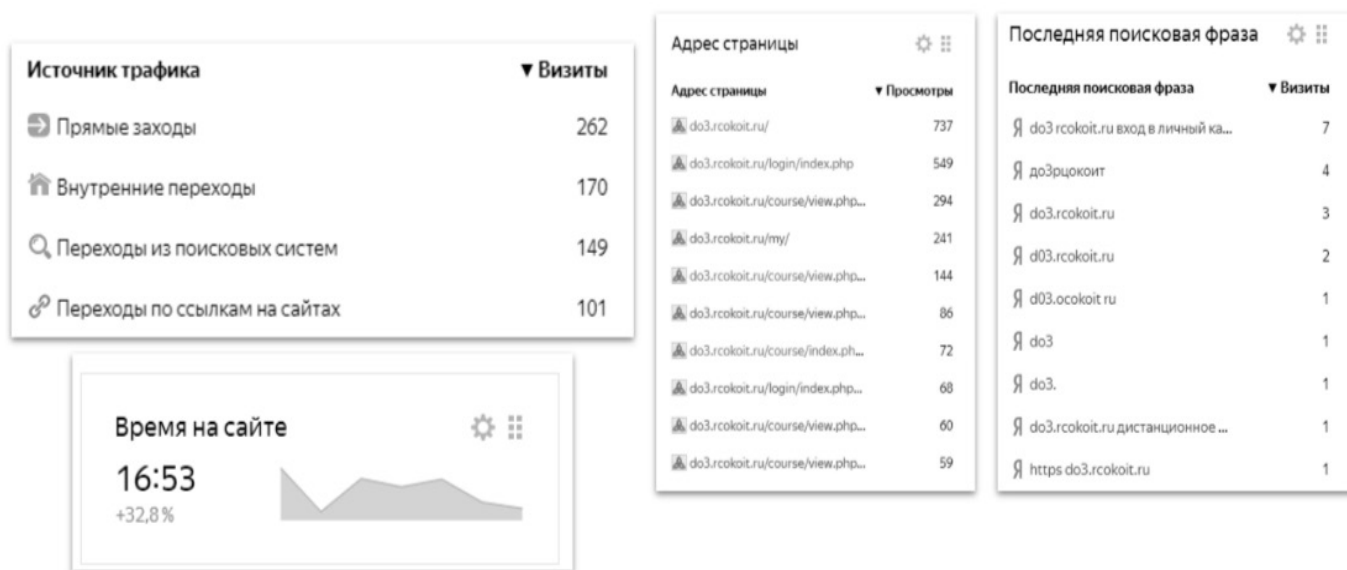 Источник трафика ▼ Визиты
Прямые заходы 262
Внутренние переходы 170
Переходы из поисковых систем 149
Переходы по ссылкам на сайтах 101
Время на сайте
16:53
+32,8%
Адрес страницы
Адрес страницы ▼ Просмотры
do3.rcokoit.ru/ 737
do3.rcokoit.ru/login/index.php 549
do3.rcokoit.ru/course/view.php... 294
do3.rcokoit.ru/my/ 241
do3.rcokoit.ru/course/view.php... 144
do3.rcokoit.ru/course/view.php... 86
do3.rcokoit.ru/course/index.ph... 72
do3.rcokoit.ru/login/index.php... 68
do3.rcokoit.ru/course/view.php... 60
do3.rcokoit.ru/course/view.php... 59
Последняя поисковая фраза
Последняя поисковая фраза ▼ Визиты
Я do3 rcokoit.ru вход в личный ка... 7
Я до3рцокоит 4
Я do3.rcokoit.ru 3
Я d03.rcokoit.ru 2
Я d03.ocokoit ru 1
Я do3 1
Я do3. 1
Я do3.rcokoit.ru дистанционное ... 1
Я https do3.rcokoit.ru 1